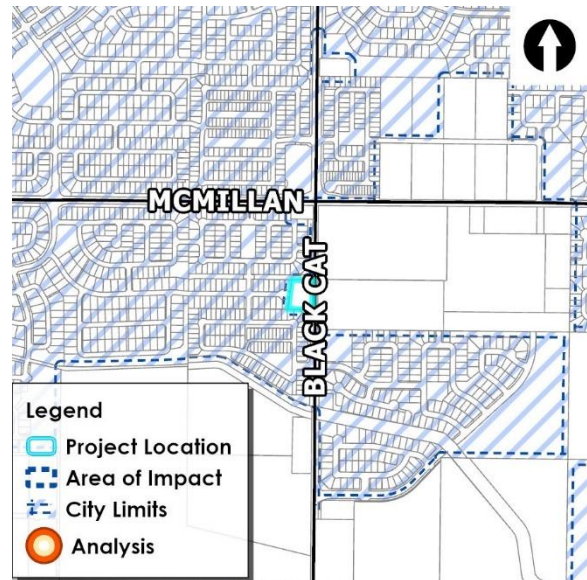 MCMILLAN
BLACK CAT
Legend
Project Location
Area of Impact
City Limits
Analysis